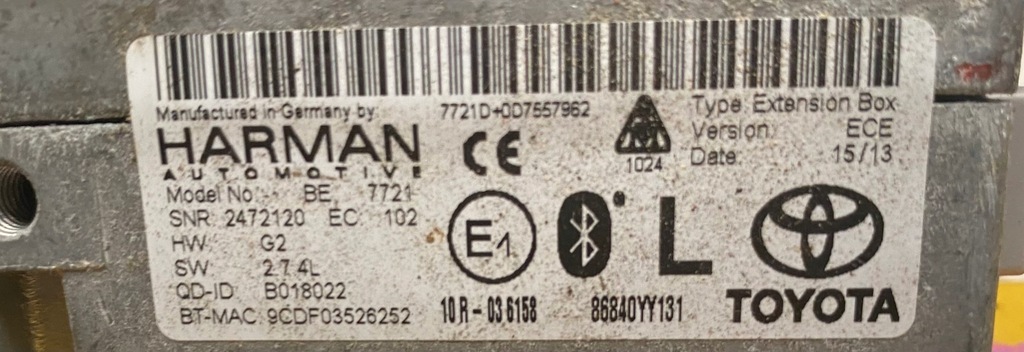 Manufactured in Germany by:
HARMAN
AUTOMOTIVE
Model No: BE 7721
SNR: 2472120 EC 102
HW: G2
SW: 2.7.4L
QD-ID B018022
BT-MAC: 9CDF03526252
7721D+0D7557962
CE
1024
Type: Extension Box
Version: ECE
Date: 15/13
E1
L
10 R - 03 6158
86840YY131
TOYOTA